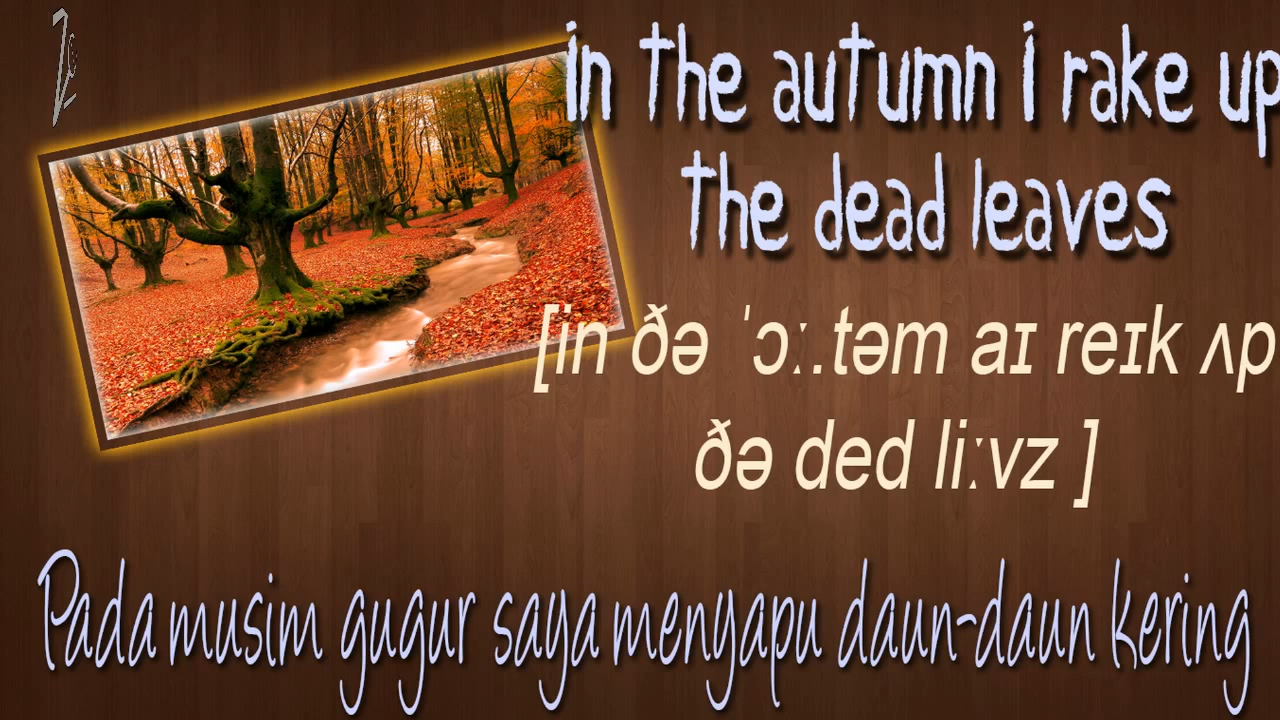 in the autumn i rake up
the dead leaves
[in ðə ˈɔː.təm aɪ reɪk ʌp
ðə ded liːvz ]
Pada musim gugur saya menyapu daun-daun kering